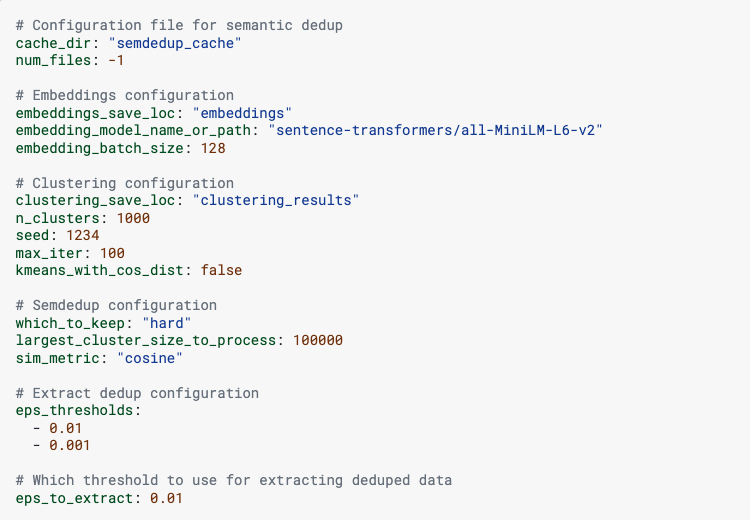 # Configuration file for semantic dedup
cache_dir: "semdedup_cache"
num_files: -1
# Embeddings configuration
embeddings_save_loc: "embeddings"
embedding_model_name_or_path: "sentence-transformers/all-MiniLM-L6-v2"
embedding_batch_size: 128
# Clustering configuration
clustering_save_loc: "clustering_results"
n_clusters: 1000
seed: 1234
max_iter: 100
kmeans_with_cos_dist: false
# Semdedup configuration
which_to_keep: "hard"
largest_cluster_size_to_process: 100000
sim_metric: "cosine"
# Extract dedup configuration
eps_thresholds:
  - 0.01
  - 0.001
# Which threshold to use for extracting deduped data
eps_to_extract: 0.01